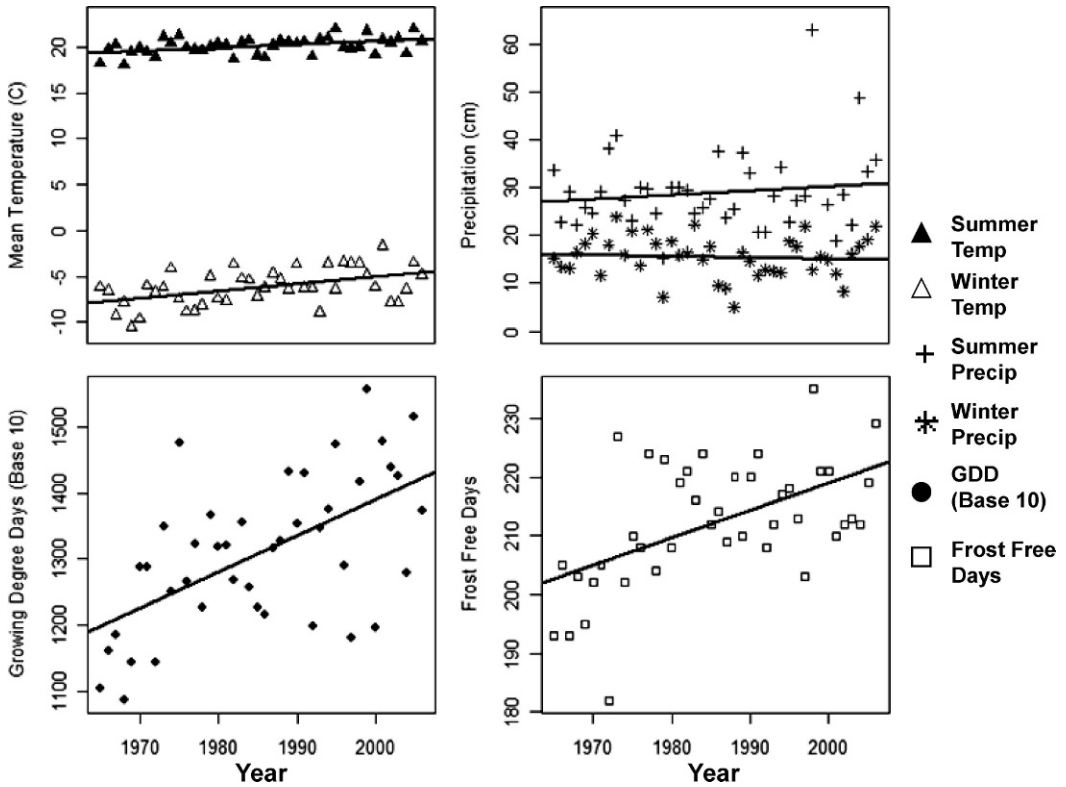 Mean Temperature (C)
20
15
10
5
0
-5
-10
Precipitation (cm)
60
50
40
30
20
10
0
Summer
Temp
Winter
Temp
Summer
Precip
Winter
Precip
GDD
(Base 10)
Frost Free
Days
Growing Degree Days (Base 10)
1500
1400
1300
1200
1100
1970
1980
1990
2000
Year
Frost Free Days
230
220
210
200
190
180
1970
1980
1990
2000
Year